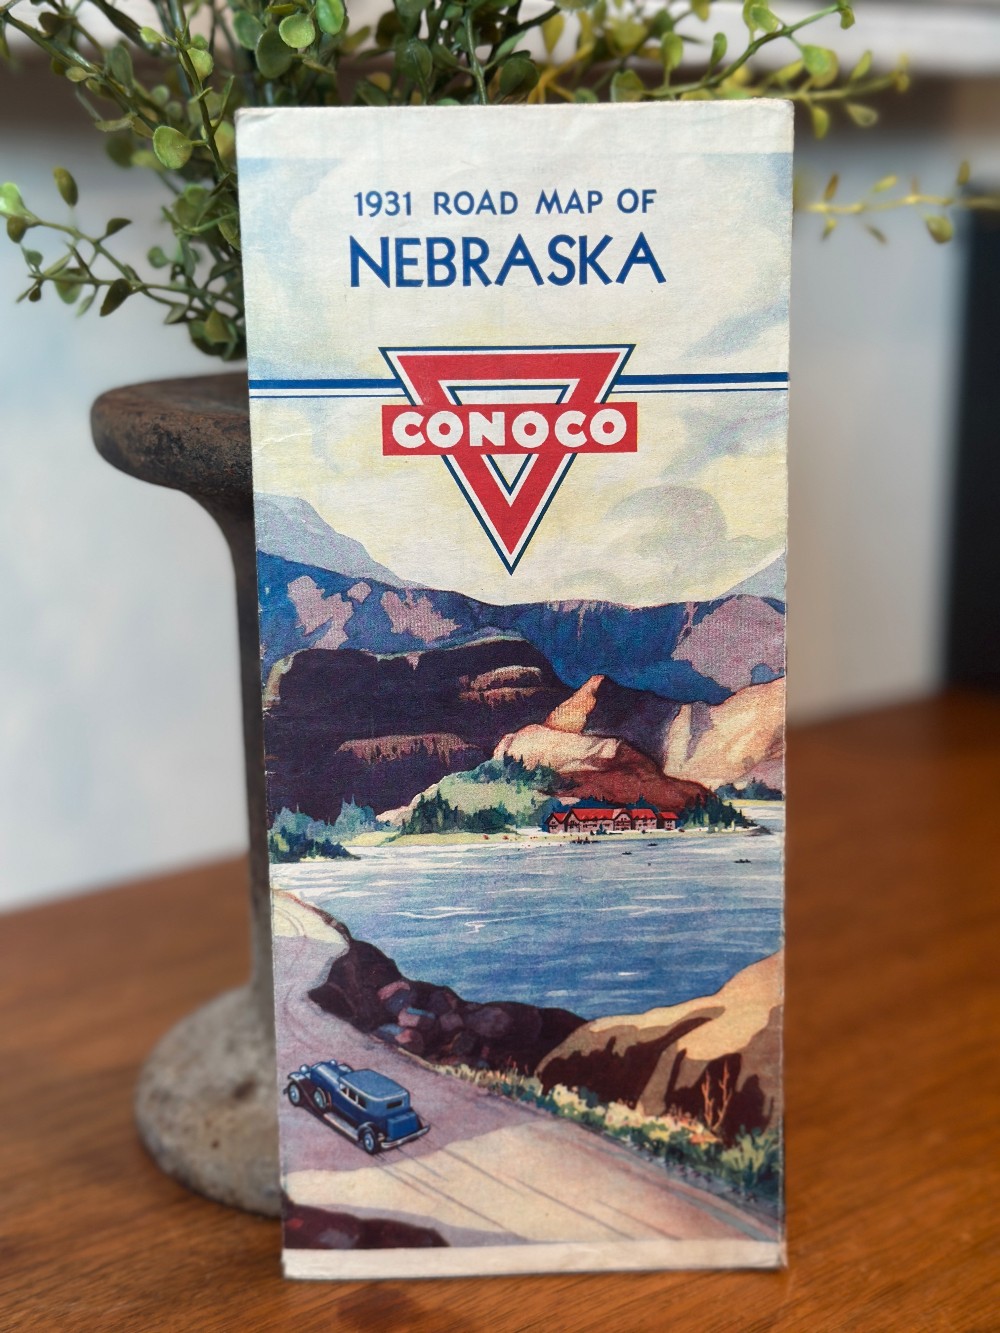 1931 ROAD MAP OF
NEBRASKA
CONOCO